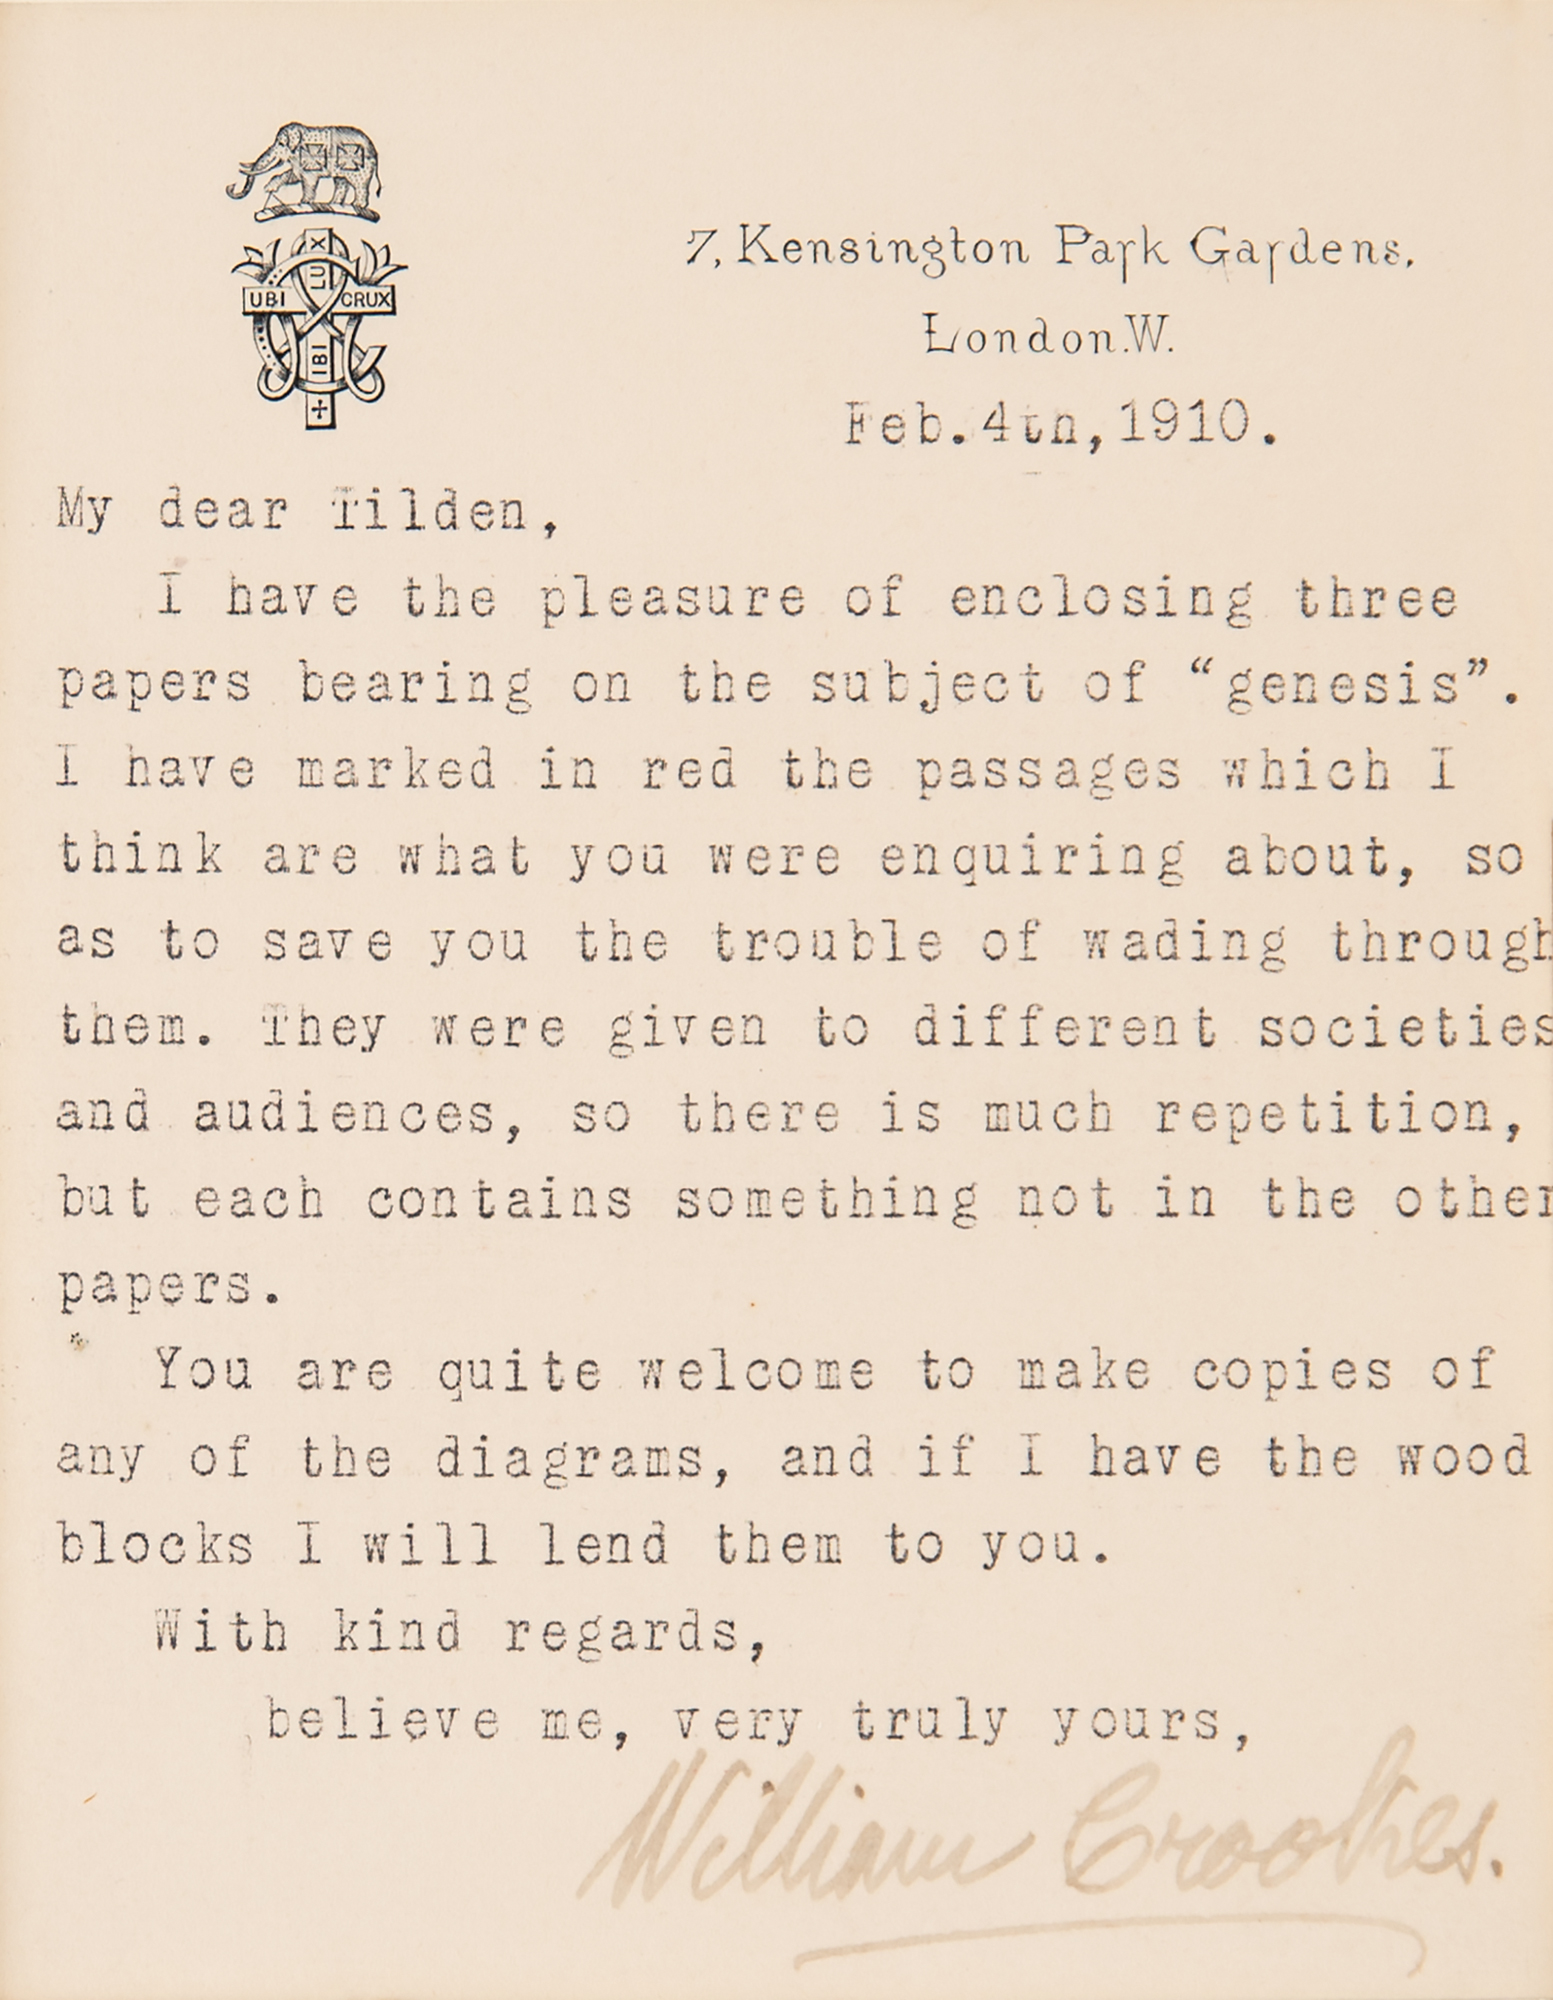 LUX
UBI CRUX
IBI
7, Kensington Park Gardens,
London.W.
Feb.4th,1910.
My dear Tilden,
I have the pleasure of enclosing three
papers bearing on the subject of “genesis”.
I have marked in red the passages which I
think are what you were enquiring about, so
as to save you the trouble of wading through
them. They were given to different societies
and audiences, so there is much repetition,
but each contains something not in the other
papers.
You are quite welcome to make copies of
any of the diagrams, and if I have the wood
blocks I will lend them to you.
With kind regards,
believe me, very truly yours,
William Crookes.